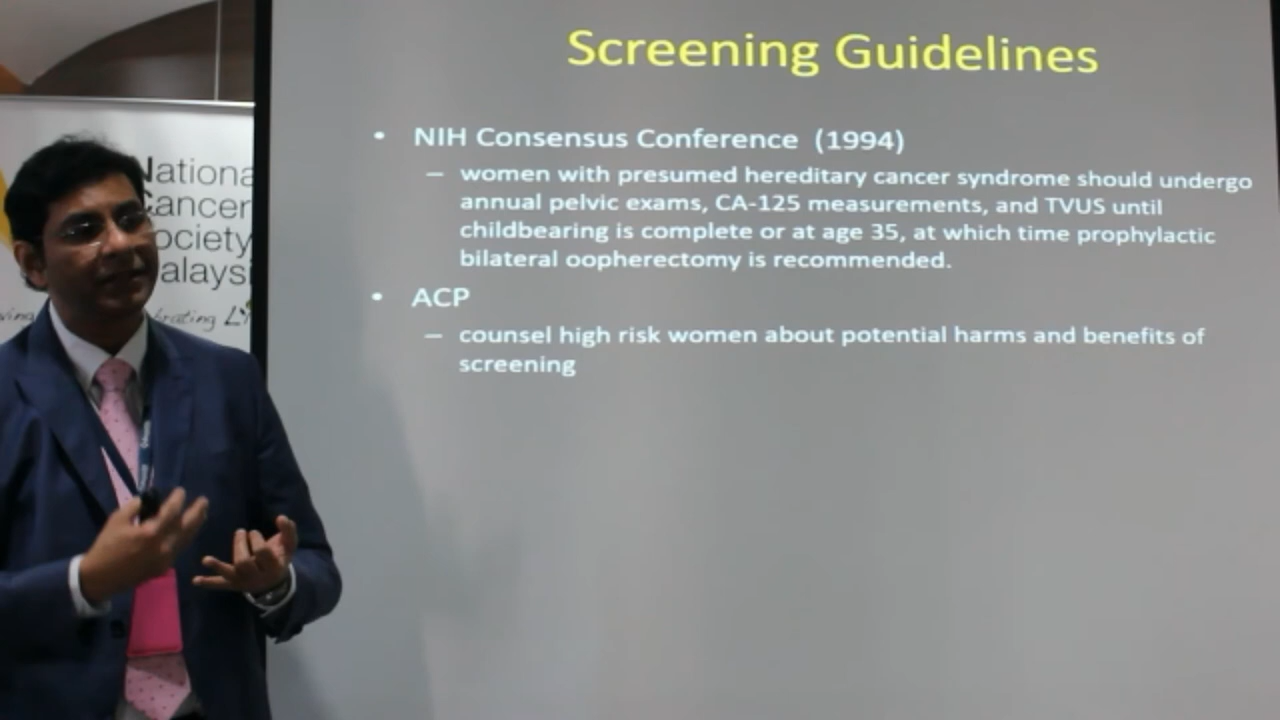 Screening Guidelines
• NIH Consensus Conference (1994)
– women with presumed hereditary cancer syndrome should undergo
annual pelvic exams, CA-125 measurements, and TVUS until
childbearing is complete or at age 35, at which time prophylactic
bilateral oopherectomy is recommended.
• ACP
– counsel high risk women about potential harms and benefits of
screening
Nationa
Cancer
ociety
alays